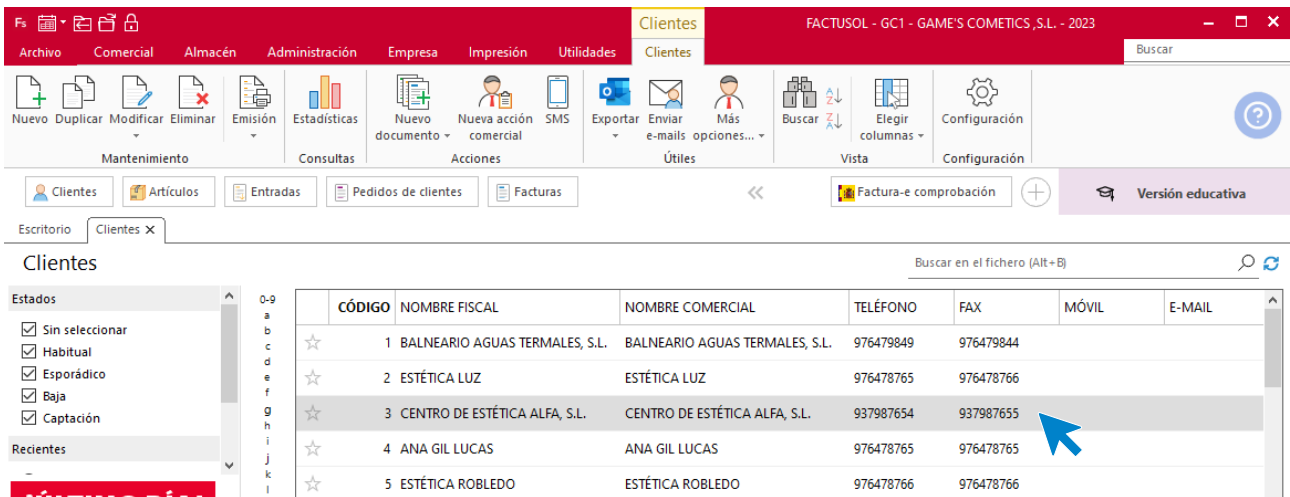 Fs
Clientes
FACTUSOL - GC1 - GAME'S COMETICS ,S.L. - 2023
Archivo Comercial Almacén Administración Empresa Impresión Utilidades Clientes
Buscar
Nuevo Duplicar Modificar Eliminar Emisión Estadísticas Nuevo documento Nueva acción comercial SMS Exportar Enviar e-mails Más opciones... Buscar Elegir columnas Configuración
Mantenimiento Consultas Acciones Útiles Vista Configuración
Clientes Artículos Entradas Pedidos de clientes Facturas Factura-e comprobación Versión educativa
Escritorio Clientes
Clientes
Buscar en el fichero (Alt+B)
Estados
Sin seleccionar
Habitual
Esporádico
Baja
Captación
Recientes
0-9
a
b
c
d
e
f
g
h
i
j
k
l
CÓDIGO NOMBRE FISCAL NOMBRE COMERCIAL TELÉFONO FAX MÓVIL E-MAIL
1 BALNEARIO AGUAS TERMALES, S.L. BALNEARIO AGUAS TERMALES, S.L. 976479849 976479844
2 ESTÉTICA LUZ ESTÉTICA LUZ 976478765 976478766
3 CENTRO DE ESTÉTICA ALFA, S.L. CENTRO DE ESTÉTICA ALFA, S.L. 937987654 937987655
4 ANA GIL LUCAS ANA GIL LUCAS 976478765 976478765
5 ESTÉTICA ROBLEDO ESTÉTICA ROBLEDO 976478766 976478766